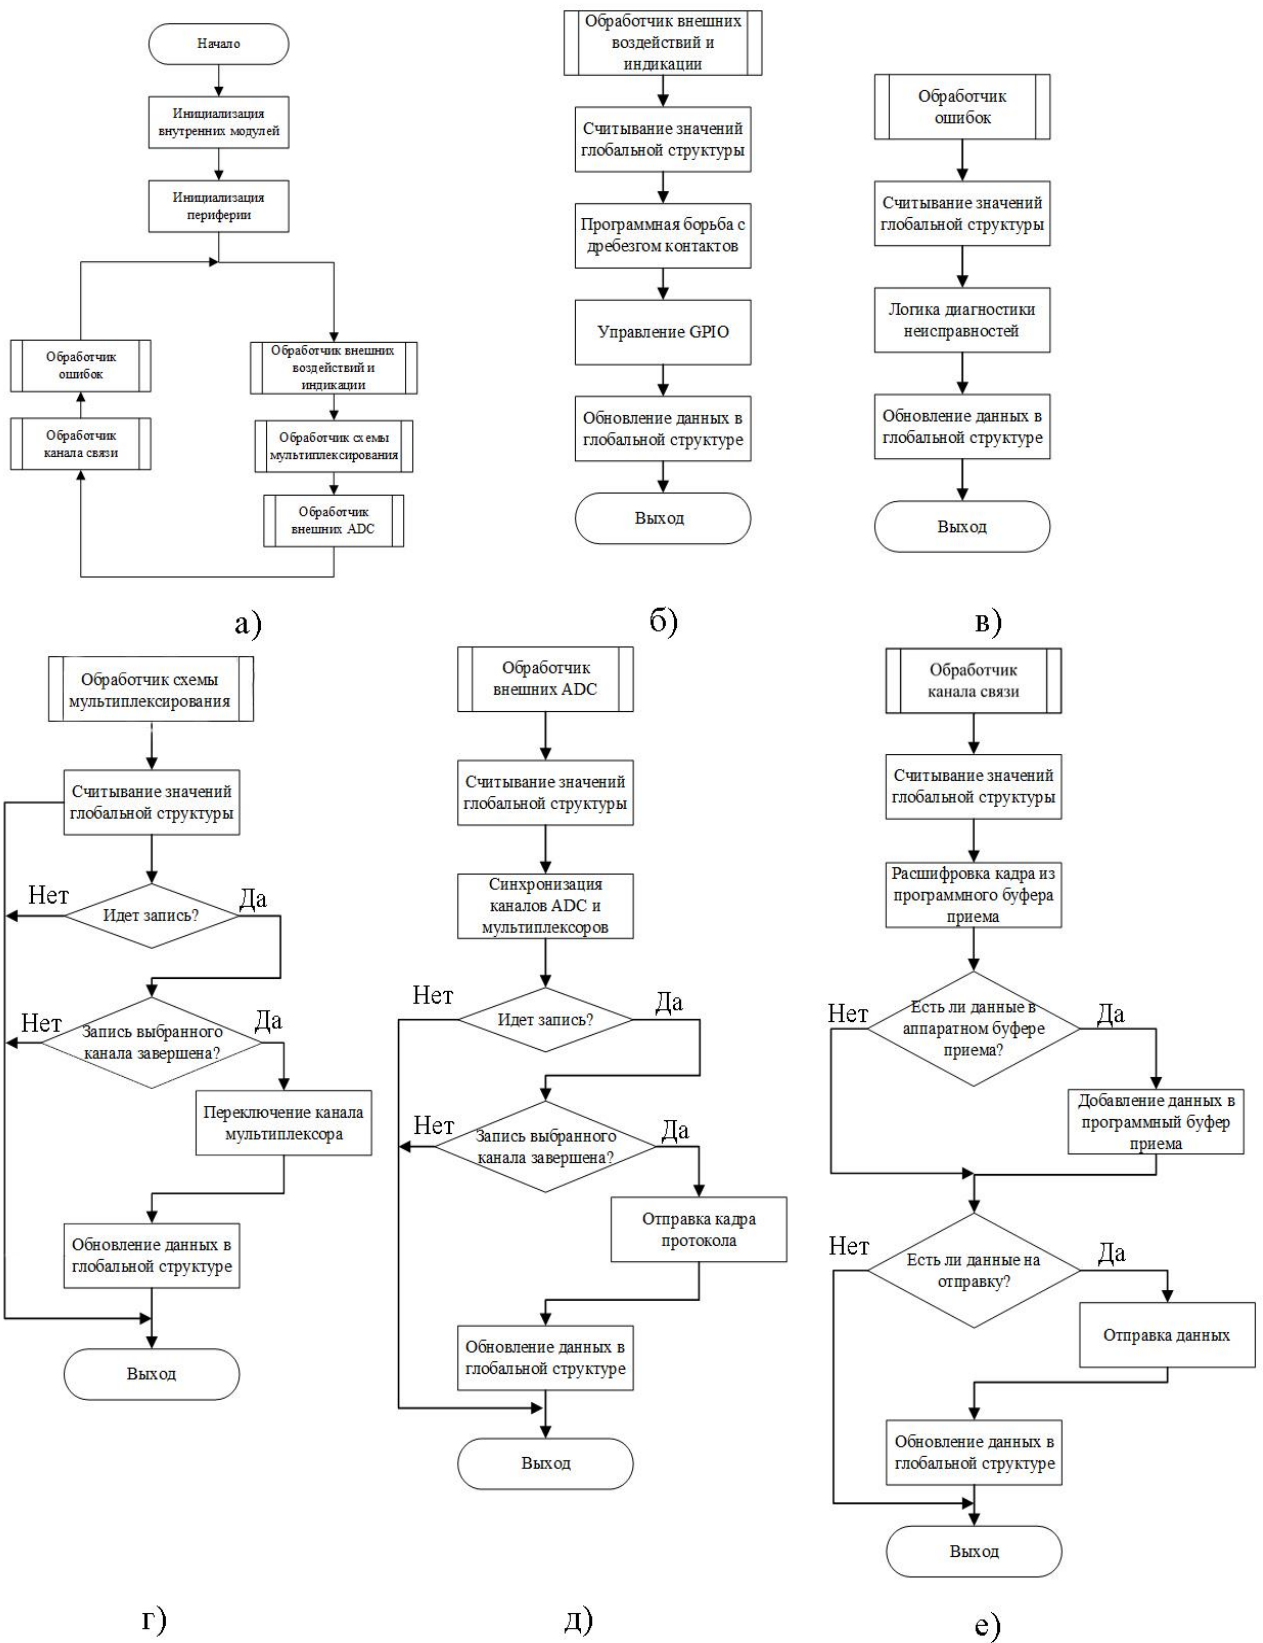 Начало
Инициализация
внутренних модулей
Инициализация
периферии
Обработчик
ошибок
Обработчик
канала связи
Обработчик внешних
воздействий и
индикации
Обработчик схемы
мультиплексирования
Обработчик
внешних ADC
а)
Обработчик внешних
воздействий и
индикации
Считывание значений
глобальной структуры
Программная борьба с
дребезгом контактов
Управление GPIO
Обновление данных в
глобальной структуре
Выход
б)
Обработчик
ошибок
Считывание значений
глобальной структуры
Логика диагностики
неисправностей
Обновление данных в
глобальной структуре
Выход
в)
Обработчик схемы
мультиплексирования
Считывание значений
глобальной структуры
Нет
Идет запись?
Да
Нет
Запись выбранного
канала завершена?
Да
Переключение канала
мультиплексора
Обновление данных в
глобальной структуре
Выход
г)
Обработчик
внешних ADC
Считывание значений
глобальной структуры
Синхронизация
каналов ADC и
мультиплексоров
Нет
Идет запись?
Да
Нет
Запись выбранного
канала завершена?
Да
Отправка кадра
протокола
Обновление данных в
глобальной структуре
Выход
д)
Обработчик
канала связи
Считывание значений
глобальной структуры
Расшифровка кадра из
программного буфера
приема
Нет
Есть ли данные в
аппаратном буфере
приема?
Да
Добавление данных в
программный буфер
приема
Нет
Есть ли данные на
отправку?
Да
Отправка данных
Обновление данных в
глобальной структуре
Выход
е)